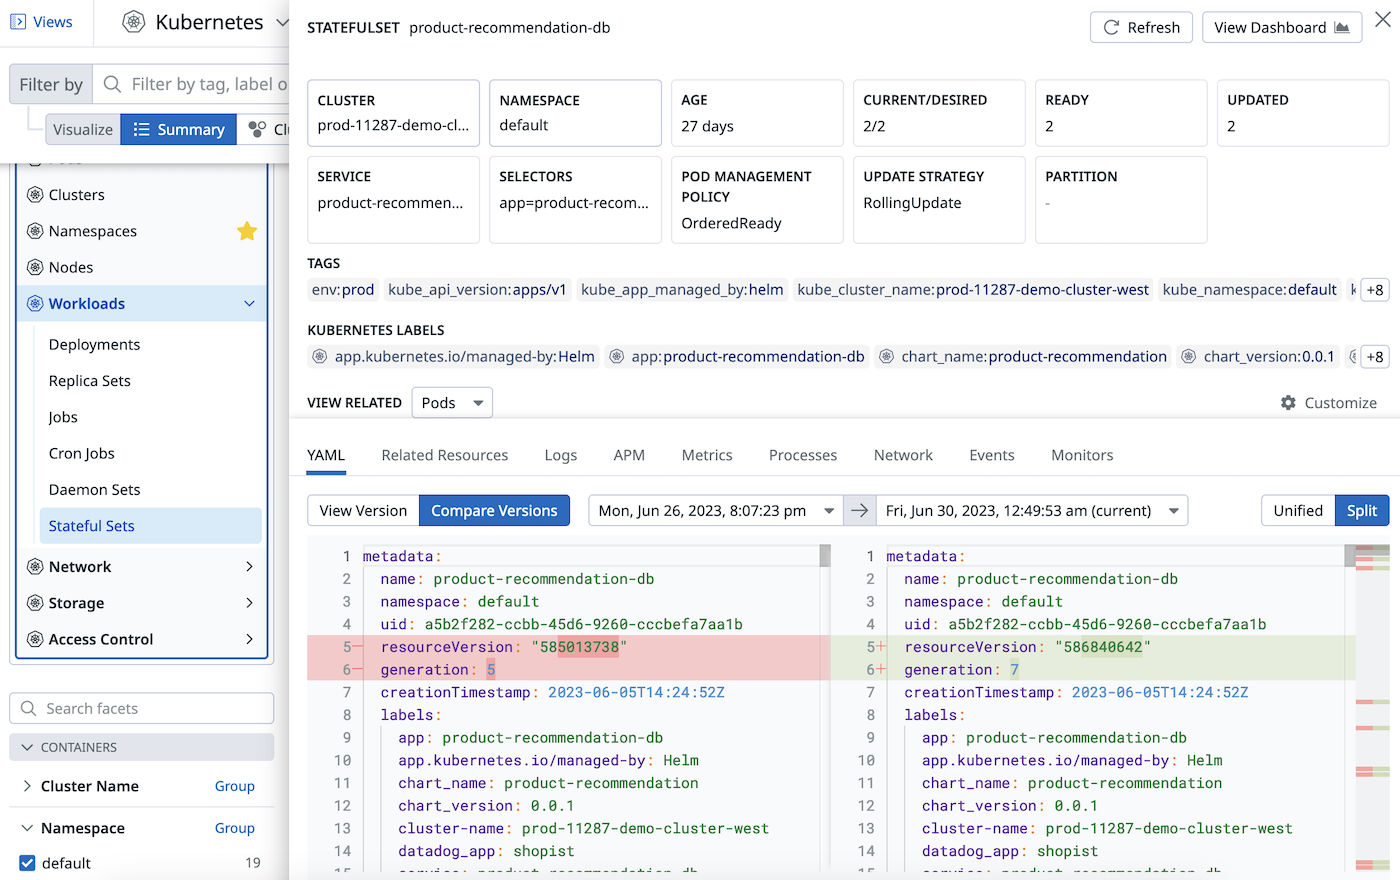 Views
Kubernetes
Filter by
Filter by tag, label o
Visualize
Summary
Clu
Clusters
Namespaces
Nodes
Workloads
Deployments
Replica Sets
Jobs
Cron Jobs
Daemon Sets
Stateful Sets
Network
Storage
Access Control
Search facets
CONTAINERS
Cluster Name Group
Namespace Group
default 19
STATEFULSET product-recommendation-db
Refresh
View Dashboard
CLUSTER
prod-11287-demo-cl...
NAMESPACE
default
AGE
27 days
CURRENT/DESIRED
2/2
READY
2
UPDATED
2
SERVICE
product-recommen...
SELECTORS
app=product-recom...
POD MANAGEMENT
POLICY
OrderedReady
UPDATE STRATEGY
RollingUpdate
PARTITION
-
TAGS
env:prod kube_api_version:apps/v1 kube_app_managed_by:helm kube_cluster_name:prod-11287-demo-cluster-west kube_namespace:default k +8
KUBERNETES LABELS
app.kubernetes.io/managed-by:Helm app:product-recommendation-db chart_name:product-recommendation chart_version:0.0.1 +8
VIEW RELATED Pods
Customize
YAML Related Resources Logs APM Metrics Processes Network Events Monitors
View Version Compare Versions Mon, Jun 26, 2023, 8:07:23 pm → Fri, Jun 30, 2023, 12:49:53 am (current) Unified Split
1 metadata:
2 name: product-recommendation-db
3 namespace: default
4 uid: a5b2f282-ccbb-45d6-9260-cccbefa7aa1b
5− resourceVersion: "585013738"
6− generation: 5
7 creationTimestamp: 2023-06-05T14:24:52Z
8 labels:
9 app: product-recommendation-db
10 app.kubernetes.io/managed-by: Helm
11 chart_name: product-recommendation
12 chart_version: 0.0.1
13 cluster-name: prod-11287-demo-cluster-west
14 datadog_app: shopist
1 metadata:
2 name: product-recommendation-db
3 namespace: default
4 uid: a5b2f282-ccbb-45d6-9260-cccbefa7aa1b
5+ resourceVersion: "586840642"
6+ generation: 7
7 creationTimestamp: 2023-06-05T14:24:52Z
8 labels:
9 app: product-recommendation-db
10 app.kubernetes.io/managed-by: Helm
11 chart_name: product-recommendation
12 chart_version: 0.0.1
13 cluster-name: prod-11287-demo-cluster-west
14 datadog_app: shopist